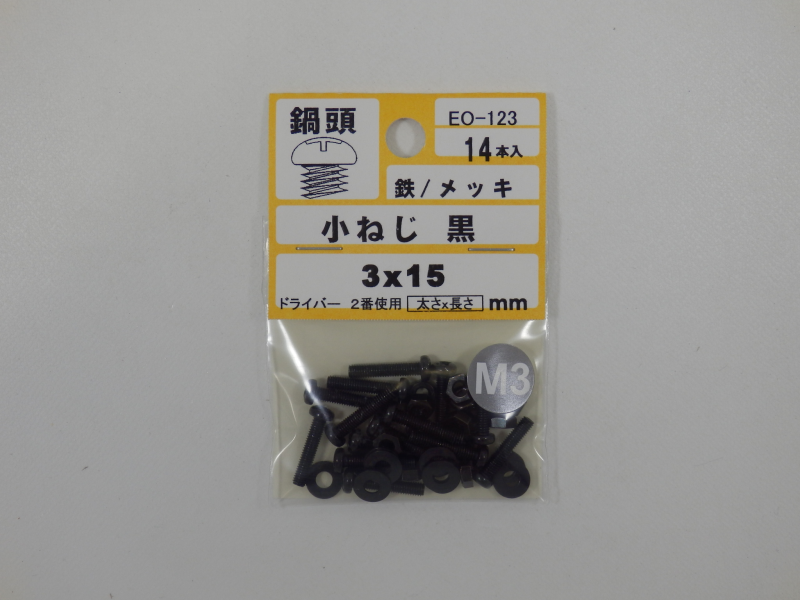 鍋頭
EO-123
14本入
鉄/メッキ
小ねじ 黒
3x15
ドライバー 2番使用 太さx長さ mm
M3